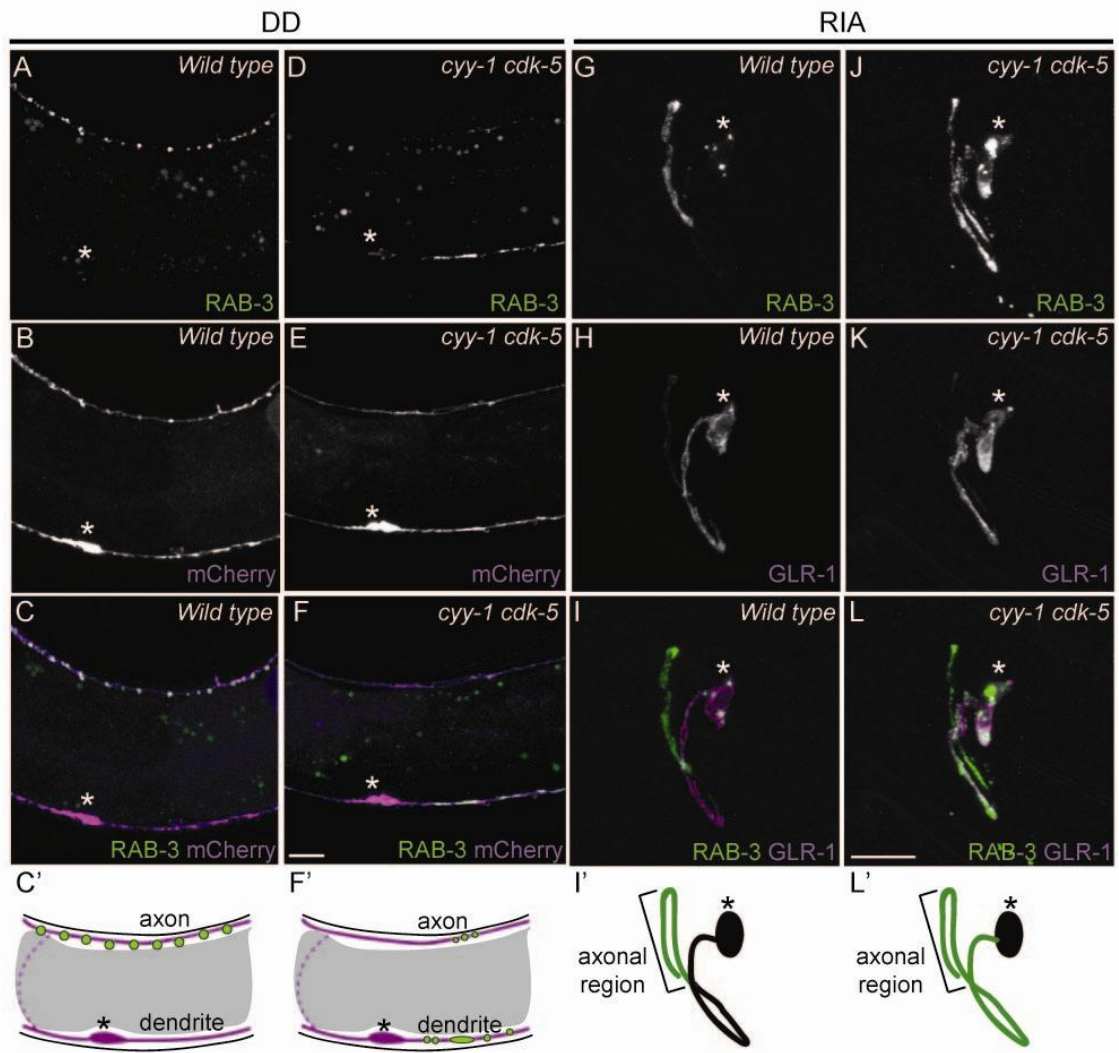 DD
RIA
A
Wild type
*
RAB-3
D
cyy-1 cdk-5
*
RAB-3
G
Wild type
*
RAB-3
J
cyy-1 cdk-5
*
RAB-3
B
Wild type
*
mCherry
E
cyy-1 cdk-5
*
mCherry
H
Wild type
*
GLR-1
K
cyy-1 cdk-5
*
GLR-1
C
Wild type
*
RAB-3 mCherry
F
cyy-1 cdk-5
*
RAB-3 mCherry
I
Wild type
*
RAB-3 GLR-1
L
cyy-1 cdk-5
*
RAB-3 GLR-1
C'
axon
*
dendrite
F'
axon
*
dendrite
I'
*
axonal
region
L'
*
axonal
region